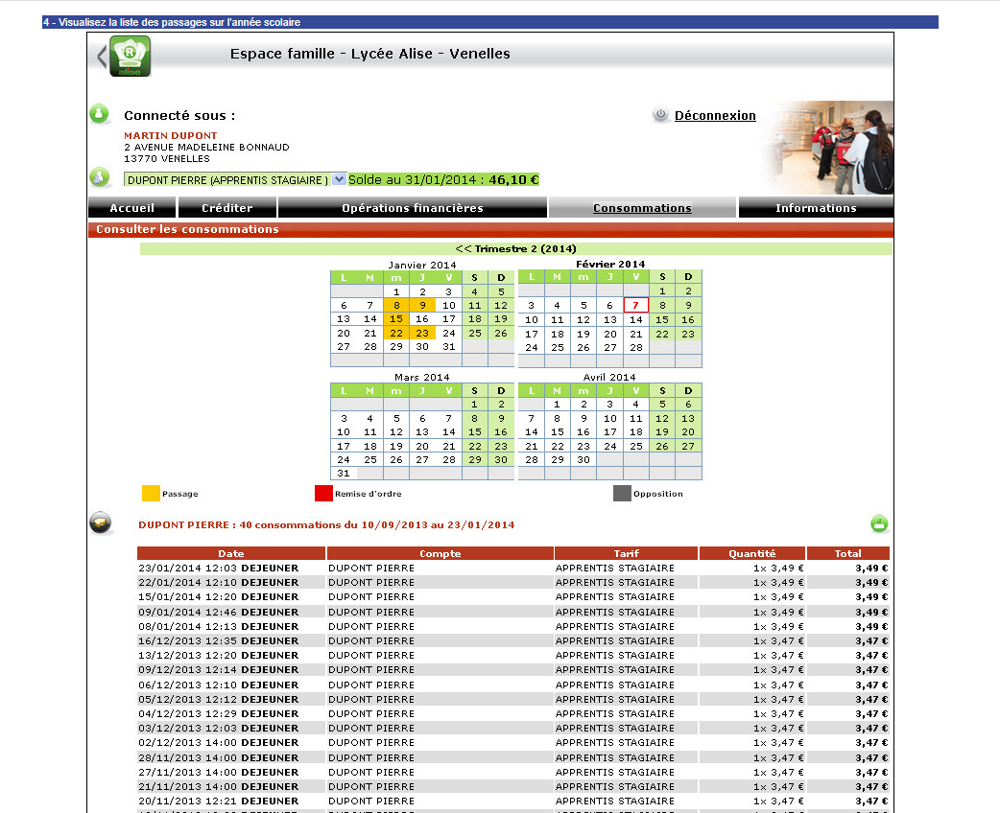 4 - Visualisez la liste des passages sur l'année scolaire
alise
Espace famille - Lycée Alise - Venelles
Connecté sous :
Déconnexion
MARTIN DUPONT
2 AVENUE MADELEINE BONNAUD
13770 VENELLES
DUPONT PIERRE (APPRENTIS STAGIAIRE ) Solde au 31/01/2014 : 46,10 €
Accueil Créditer Opérations financières Consommations Informations
Consulter les consommations
<< Trimestre 2 (2014)
Janvier 2014 Février 2014
L M m J V S D L M m J V S D
1 2 3 4 5 1 2
6 7 8 9 10 11 12 3 4 5 6 7 8 9
13 14 15 16 17 18 19 10 11 12 13 14 15 16
20 21 22 23 24 25 26 17 18 19 20 21 22 23
27 28 29 30 31 24 25 26 27 28
Mars 2014 Avril 2014
L M m J V S D L M m J V S D
1 2 1 2 3 4 5 6
3 4 5 6 7 8 9 7 8 9 10 11 12 13
10 11 12 13 14 15 16 14 15 16 17 18 19 20
17 18 19 20 21 22 23 21 22 23 24 25 26 27
24 25 26 27 28 29 30 28 29 30
31
Passage Remise d'ordre Opposition
DUPONT PIERRE : 40 consommations du 10/09/2013 au 23/01/2014
Date Compte Tarif Quantité Total
23/01/2014 12:03 DEJEUNER DUPONT PIERRE APPRENTIS STAGIAIRE 1x 3,49 € 3,49 €
22/01/2014 12:10 DEJEUNER DUPONT PIERRE APPRENTIS STAGIAIRE 1x 3,49 € 3,49 €
15/01/2014 12:20 DEJEUNER DUPONT PIERRE APPRENTIS STAGIAIRE 1x 3,49 € 3,49 €
09/01/2014 12:46 DEJEUNER DUPONT PIERRE APPRENTIS STAGIAIRE 1x 3,49 € 3,49 €
08/01/2014 12:13 DEJEUNER DUPONT PIERRE APPRENTIS STAGIAIRE 1x 3,49 € 3,49 €
16/12/2013 12:35 DEJEUNER DUPONT PIERRE APPRENTIS STAGIAIRE 1x 3,47 € 3,47 €
13/12/2013 12:20 DEJEUNER DUPONT PIERRE APPRENTIS STAGIAIRE 1x 3,47 € 3,47 €
09/12/2013 12:14 DEJEUNER DUPONT PIERRE APPRENTIS STAGIAIRE 1x 3,47 € 3,47 €
06/12/2013 12:10 DEJEUNER DUPONT PIERRE APPRENTIS STAGIAIRE 1x 3,47 € 3,47 €
05/12/2013 12:12 DEJEUNER DUPONT PIERRE APPRENTIS STAGIAIRE 1x 3,47 € 3,47 €
04/12/2013 12:29 DEJEUNER DUPONT PIERRE APPRENTIS STAGIAIRE 1x 3,47 € 3,47 €
03/12/2013 12:03 DEJEUNER DUPONT PIERRE APPRENTIS STAGIAIRE 1x 3,47 € 3,47 €
02/12/2013 14:00 DEJEUNER DUPONT PIERRE APPRENTIS STAGIAIRE 1x 3,47 € 3,47 €
28/11/2013 14:00 DEJEUNER DUPONT PIERRE APPRENTIS STAGIAIRE 1x 3,47 € 3,47 €
27/11/2013 14:00 DEJEUNER DUPONT PIERRE APPRENTIS STAGIAIRE 1x 3,47 € 3,47 €
21/11/2013 14:00 DEJEUNER DUPONT PIERRE APPRENTIS STAGIAIRE 1x 3,47 € 3,47 €
20/11/2013 12:21 DEJEUNER DUPONT PIERRE APPRENTIS STAGIAIRE 1x 3,47 € 3,47 €